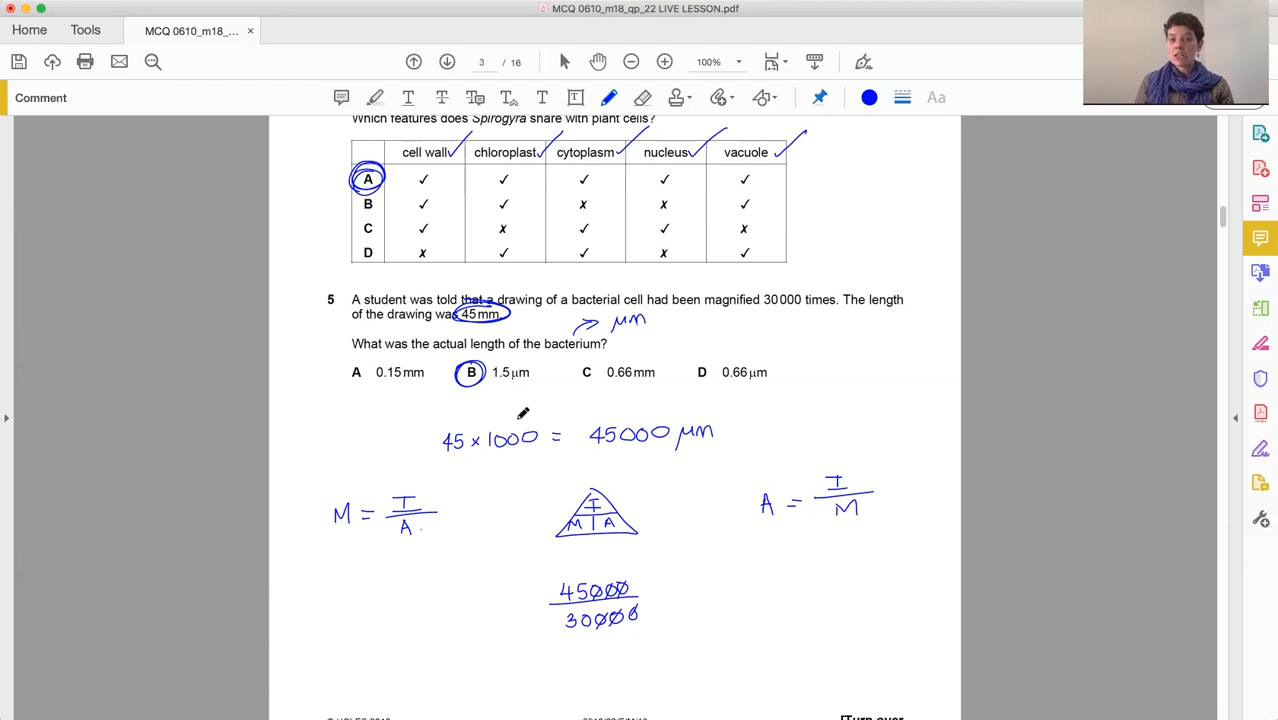 MCQ 0610_m18_qp_22 LIVE LESSON.pdf
Home Tools MCQ 0610_m18_... ×
3 / 16 100%
Comment Aa
Which features does Spirogyra share with plant cells?
cell wall chloroplast cytoplasm nucleus vacuole
A ✓ ✓ ✓ ✓ ✓
B ✓ ✓ ✗ ✗ ✓
C ✓ ✗ ✓ ✓ ✗
D ✗ ✓ ✓ ✗ ✓
5 A student was told that a drawing of a bacterial cell had been magnified 30 000 times. The length
of the drawing was 45 mm.
μm
What was the actual length of the bacterium?
A 0.15 mm B 1.5 μm C 0.66 mm D 0.66 μm
45 × 1000 = 45000 μm
M = I / A
I
M A
A = I / M
45000
30000